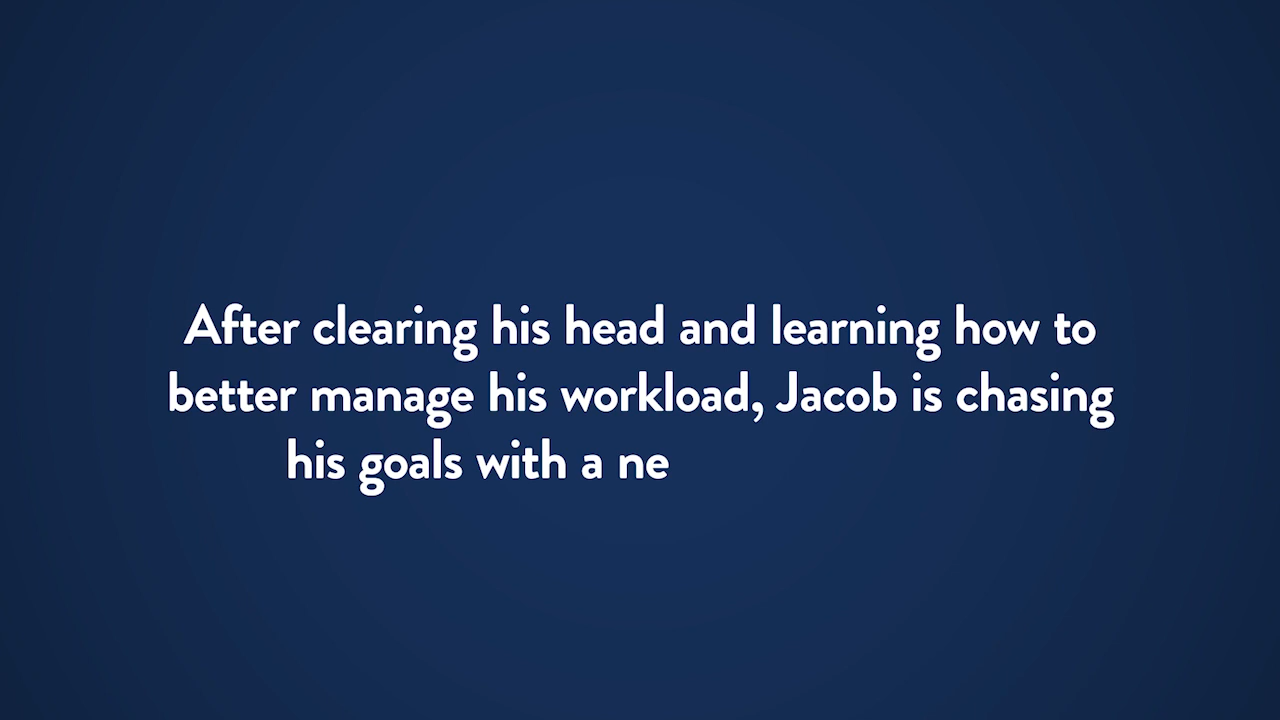 After clearing his head and learning how to
better manage his workload, Jacob is chasing
his goals with a ne